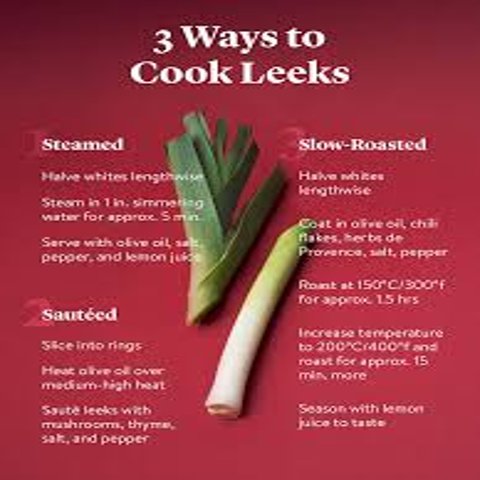 3 Ways to
Cook Leeks
1
Steamed
Halve whites lengthwise
Steam in 1 in. simmering
water for approx. 5 min.
Serve with olive oil, salt,
pepper, and lemon juice
2
Sautéed
Slice into rings
Heat olive oil over
medium-high heat
Sauté leeks with
mushrooms, thyme,
salt, and pepper
3
Slow-Roasted
Halve whites
lengthwise
Coat in olive oil, chili
flakes, herbs de
Provence, salt, pepper
Roast at 150°C/300°f
for approx. 1.5 hrs
Increase temperature
to 200°C/400°f and
roast for approx. 15
min. more
Season with lemon
juice to taste